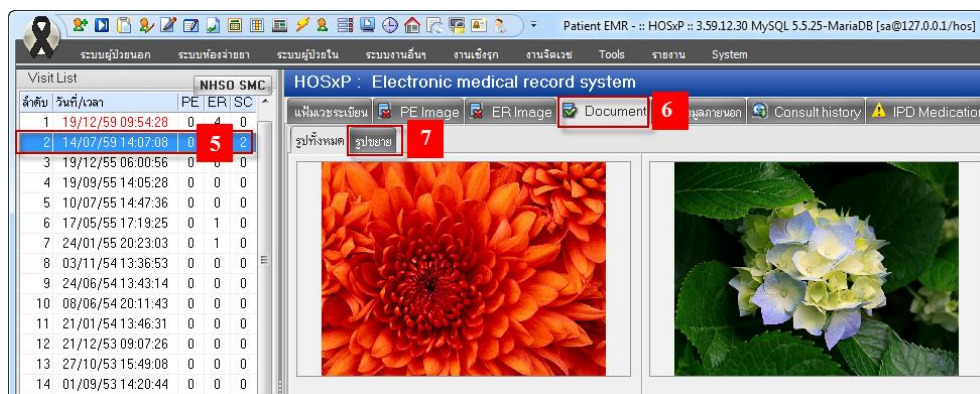 Patient EMR - :: HOSxP :: 3.59.12.30 MySQL 5.5.25-MariaDB [sa@127.0.0.1/hos]
ระบบผู้ป่วยนอก ระบบห้องจ่ายยา ระบบผู้ป่วยใน ระบบงานอื่นๆ งานเชิงรุก งานจิตเวช Tools รายงาน System
Visit List
NHSO SMC
HOSxP : Electronic medical record system
แฟ้มเวชระเบียน PE Image ER Image Document 6 Consult history IPD Medication
รูปทั้งหมด รูปขยาย 7
ลำดับ วันที่/เวลา PE ER SC
1 19/12/59 09:54:28 0 4 0
2 14/07/59 14:07:08 0 5 2
3 19/12/55 06:00:56 0 0 0
4 19/09/55 14:05:28 0 0 0
5 10/07/55 14:47:36 0 0 0
6 17/05/55 17:19:25 0 1 0
7 24/01/55 20:23:03 0 1 0
8 03/11/54 13:36:53 0 0 0
9 24/06/54 13:43:14 0 0 0
10 08/06/54 20:11:43 0 0 0
11 21/01/54 13:46:31 0 0 0
12 21/12/53 09:07:26 0 0 0
13 27/10/53 15:49:08 0 0 0
14 01/09/53 14:20:44 0 0 0